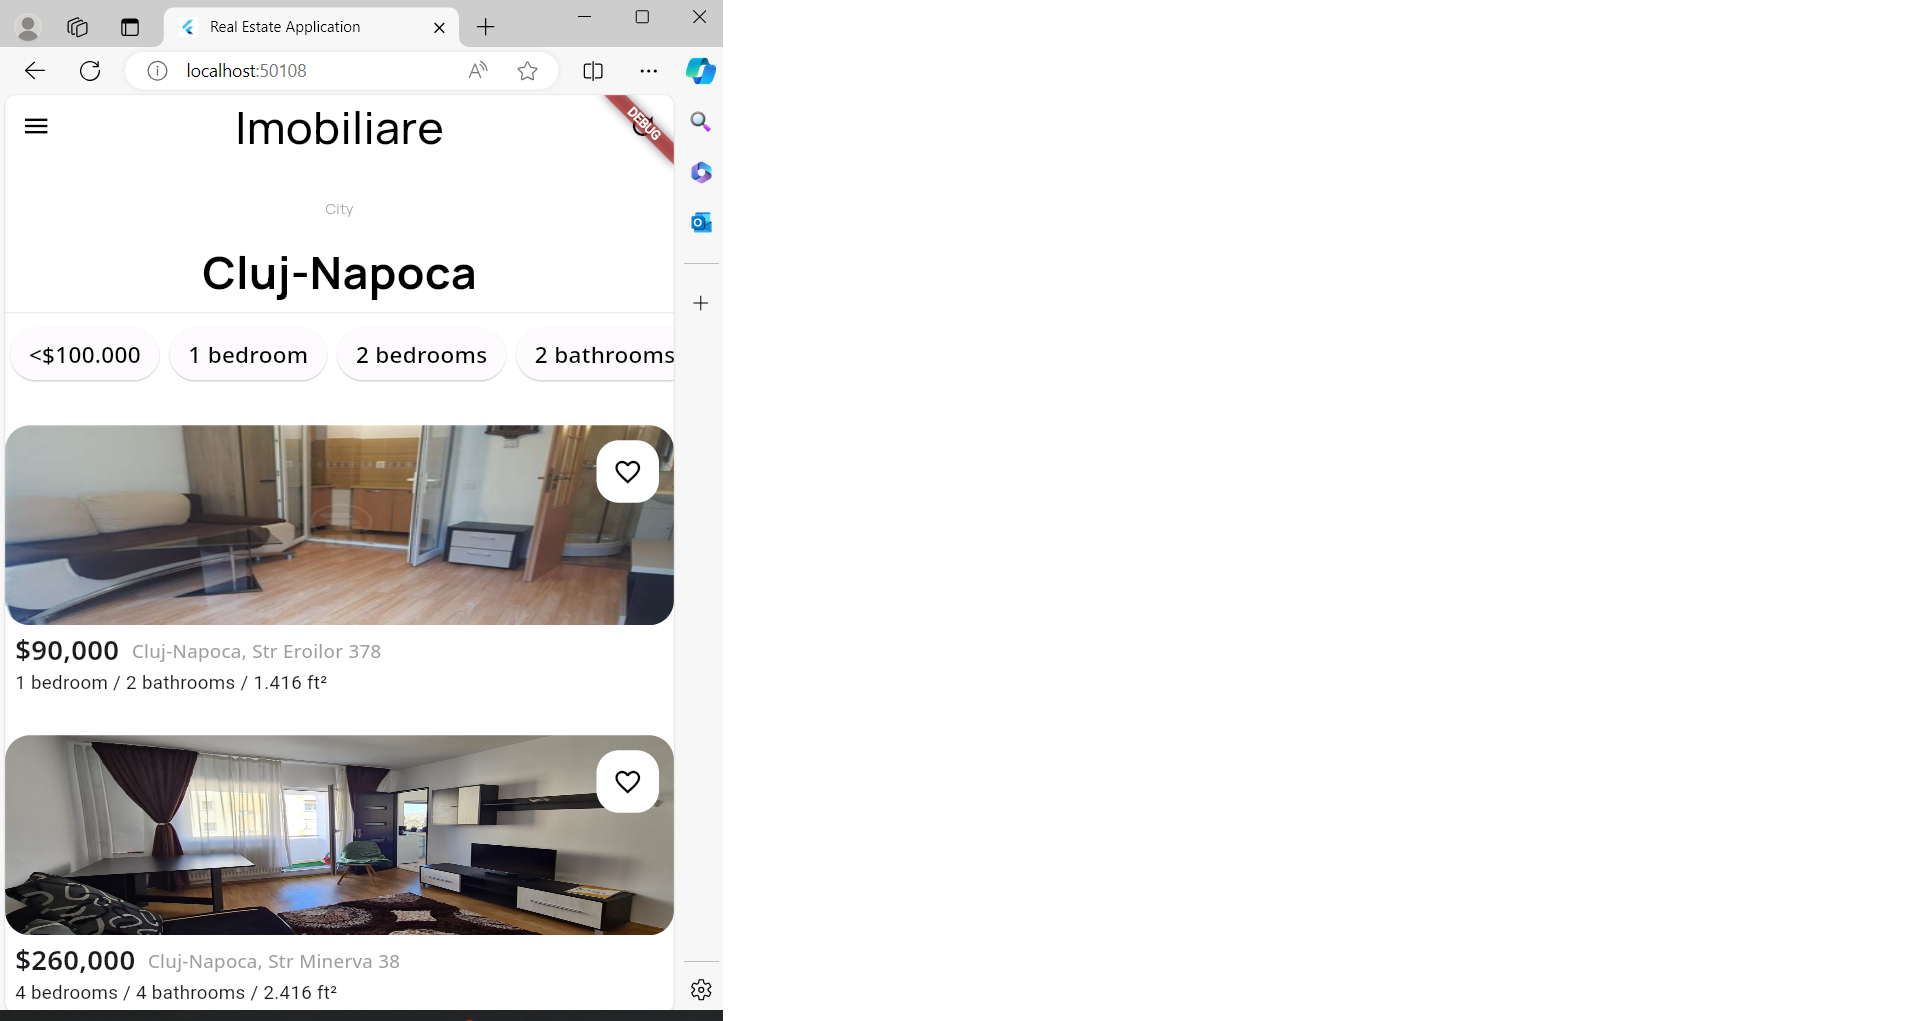 Real Estate Application
localhost:50108
Imobiliare
DEBUG
City
Cluj-Napoca
<$100.000
1 bedroom
2 bedrooms
2 bathrooms
$90,000 Cluj-Napoca, Str Eroilor 378
1 bedroom / 2 bathrooms / 1.416 ft²
$260,000 Cluj-Napoca, Str Minerva 38
4 bedrooms / 4 bathrooms / 2.416 ft²